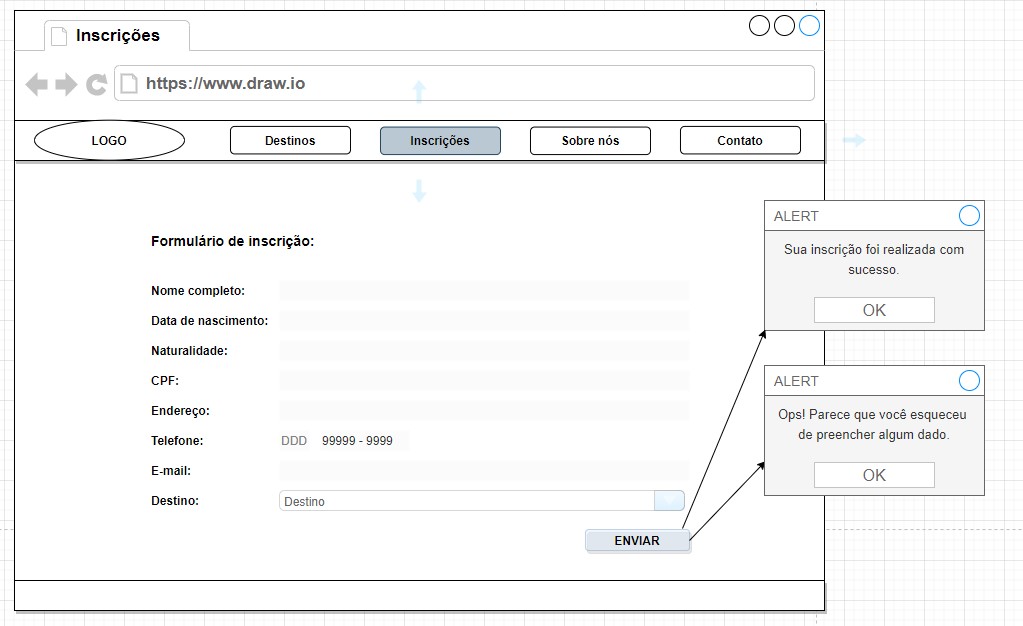 Inscrições
https://www.draw.io
LOGO
Destinos
Inscrições
Sobre nós
Contato
Formulário de inscrição:
Nome completo:
Data de nascimento:
Naturalidade:
CPF:
Endereço:
Telefone: DDD 99999 - 9999
E-mail:
Destino: Destino
ENVIAR
ALERT
Sua inscrição foi realizada com
sucesso.
OK
ALERT
Ops! Parece que você esqueceu
de preencher algum dado.
OK